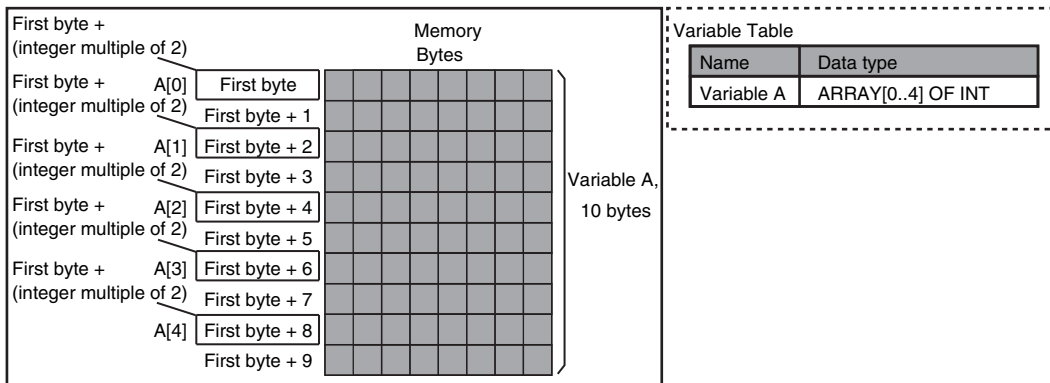 First byte +
(integer multiple of 2)
Memory
Bytes
First byte +
(integer multiple of 2)
A[0] First byte
First byte + 1
First byte +
(integer multiple of 2)
A[1] First byte + 2
First byte + 3
First byte +
(integer multiple of 2)
A[2] First byte + 4
First byte + 5
First byte +
(integer multiple of 2)
A[3] First byte + 6
First byte + 7
A[4] First byte + 8
First byte + 9
Variable A,
10 bytes
Variable Table
Name Data type
Variable A ARRAY[0..4] OF INT